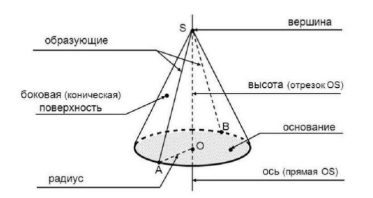 S
вершина
образующие
боковая (коническая)
поверхность
высота (отрезок OS)
B
основание
O
A
радиус
ось (прямая OS)